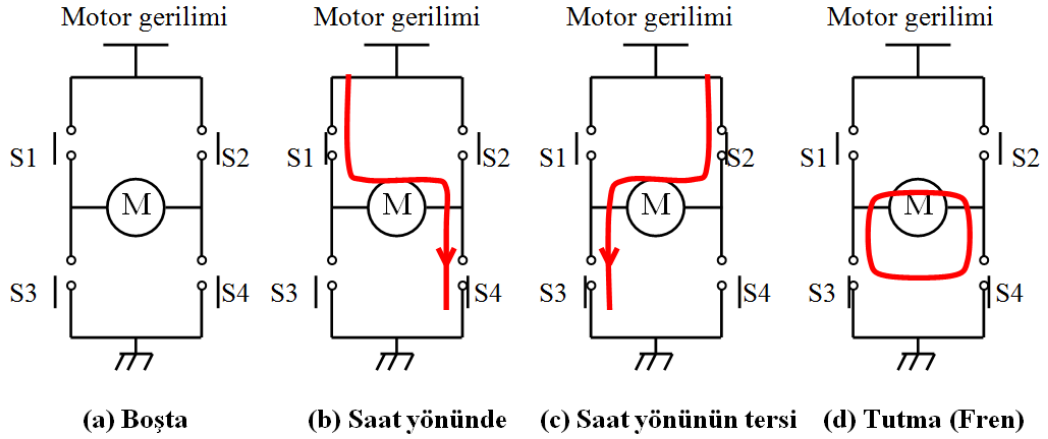 Motor gerilimi Motor gerilimi Motor gerilimi Motor gerilimi
S1 S2 S1 S2 S1 S2 S1 S2
M M M M
S3 S4 S3 S4 S3 S4 S3 S4
(a) Boşta (b) Saat yönünde (c) Saat yönünün tersi (d) Tutma (Fren)